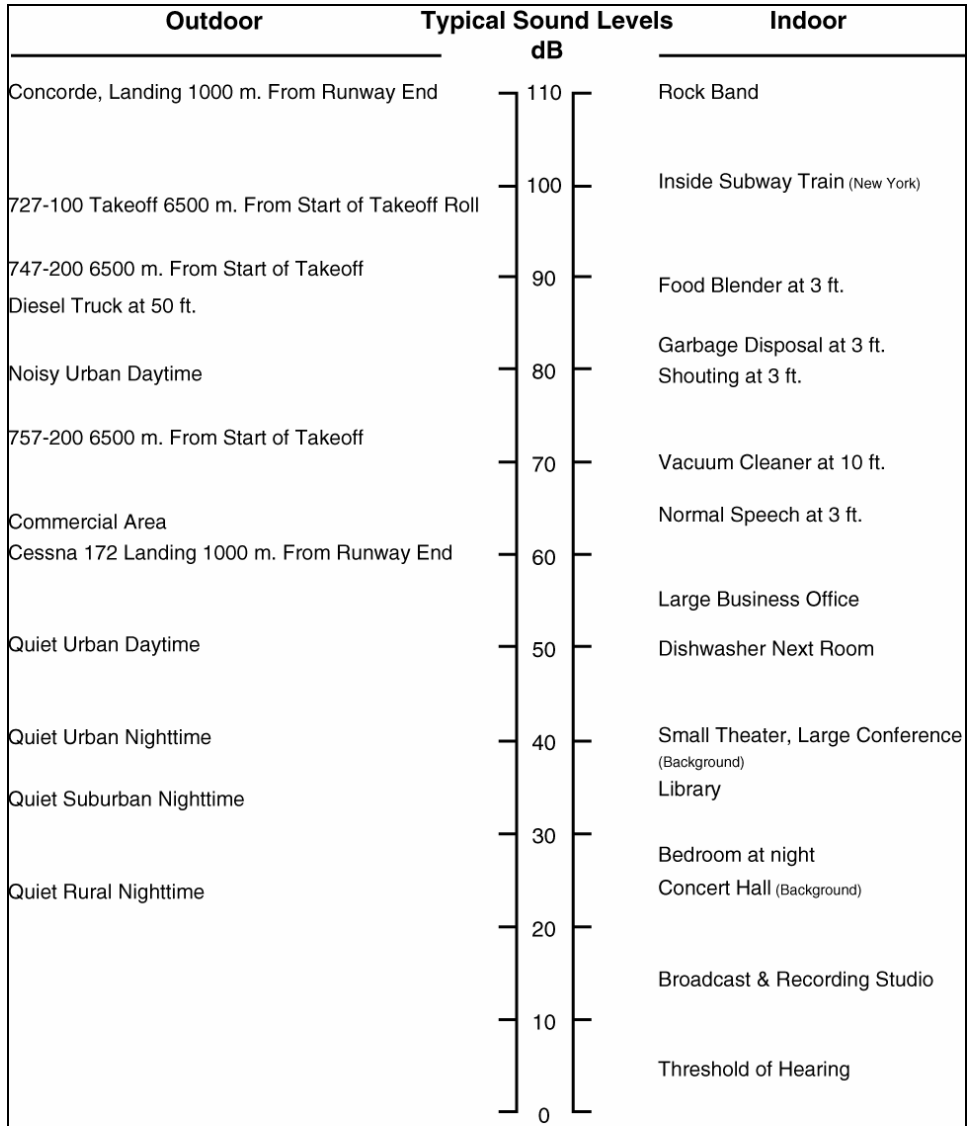 Outdoor Typical Sound Levels Indoor
dB
Concorde, Landing 1000 m. From Runway End 110 Rock Band
100 Inside Subway Train (New York)
727-100 Takeoff 6500 m. From Start of Takeoff Roll
747-200 6500 m. From Start of Takeoff 90
Food Blender at 3 ft.
Diesel Truck at 50 ft.
Garbage Disposal at 3 ft.
Noisy Urban Daytime 80 Shouting at 3 ft.
757-200 6500 m. From Start of Takeoff
70 Vacuum Cleaner at 10 ft.
Normal Speech at 3 ft.
Commercial Area
Cessna 172 Landing 1000 m. From Runway End 60
Large Business Office
Quiet Urban Daytime 50 Dishwasher Next Room
Quiet Urban Nighttime 40 Small Theater, Large Conference
(Background)
Library
Quiet Suburban Nighttime
30
Bedroom at night
Quiet Rural Nighttime Concert Hall (Background)
20
Broadcast & Recording Studio
10
Threshold of Hearing
0